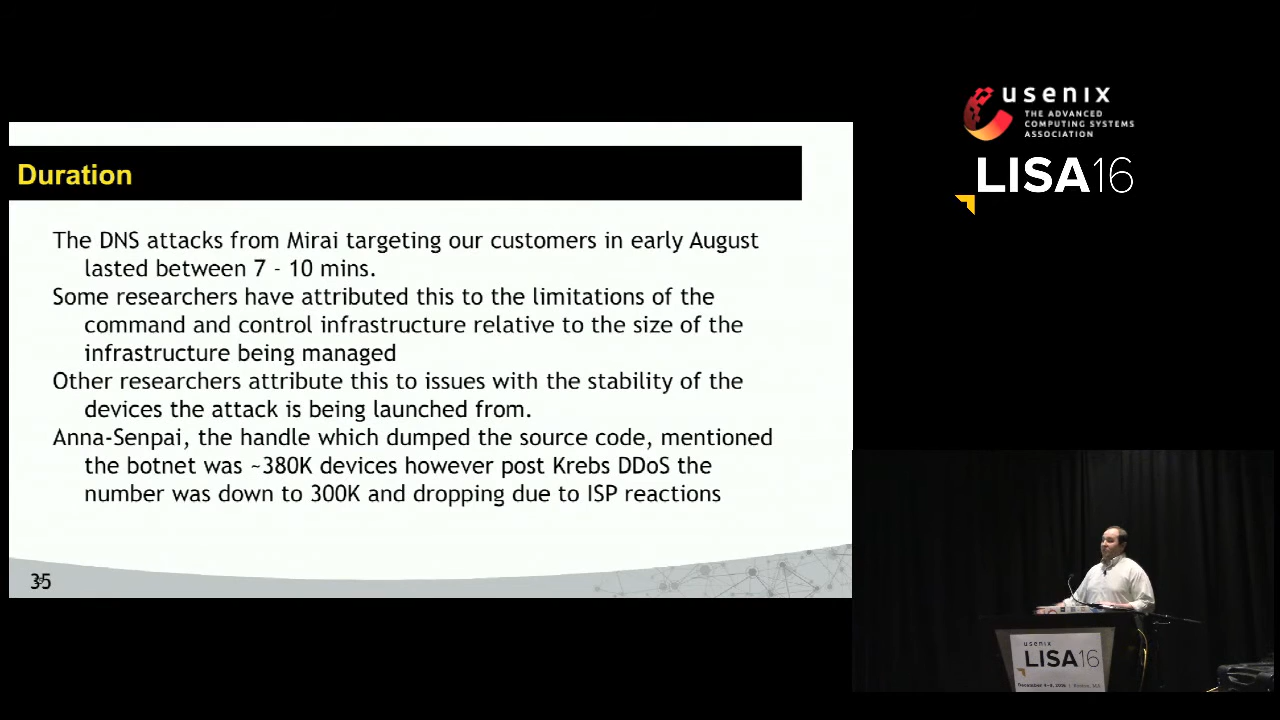 usenix
THE ADVANCED
COMPUTING SYSTEMS
ASSOCIATION
LISA16
Duration
The DNS attacks from Mirai targeting our customers in early August
lasted between 7 - 10 mins.
Some researchers have attributed this to the limitations of the
command and control infrastructure relative to the size of the
infrastructure being managed
Other researchers attribute this to issues with the stability of the
devices the attack is being launched from.
Anna-Senpai, the handle which dumped the source code, mentioned
the botnet was ~380K devices however post Krebs DDoS the
number was down to 300K and dropping due to ISP reactions
35
usenix
LISA16